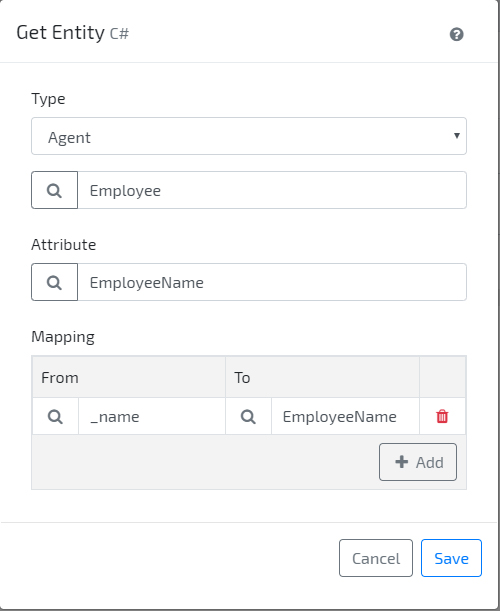 Get Entity C#
Type
Agent
Employee
Attribute
EmployeeName
Mapping
From To
_name EmployeeName
Add
Cancel Save